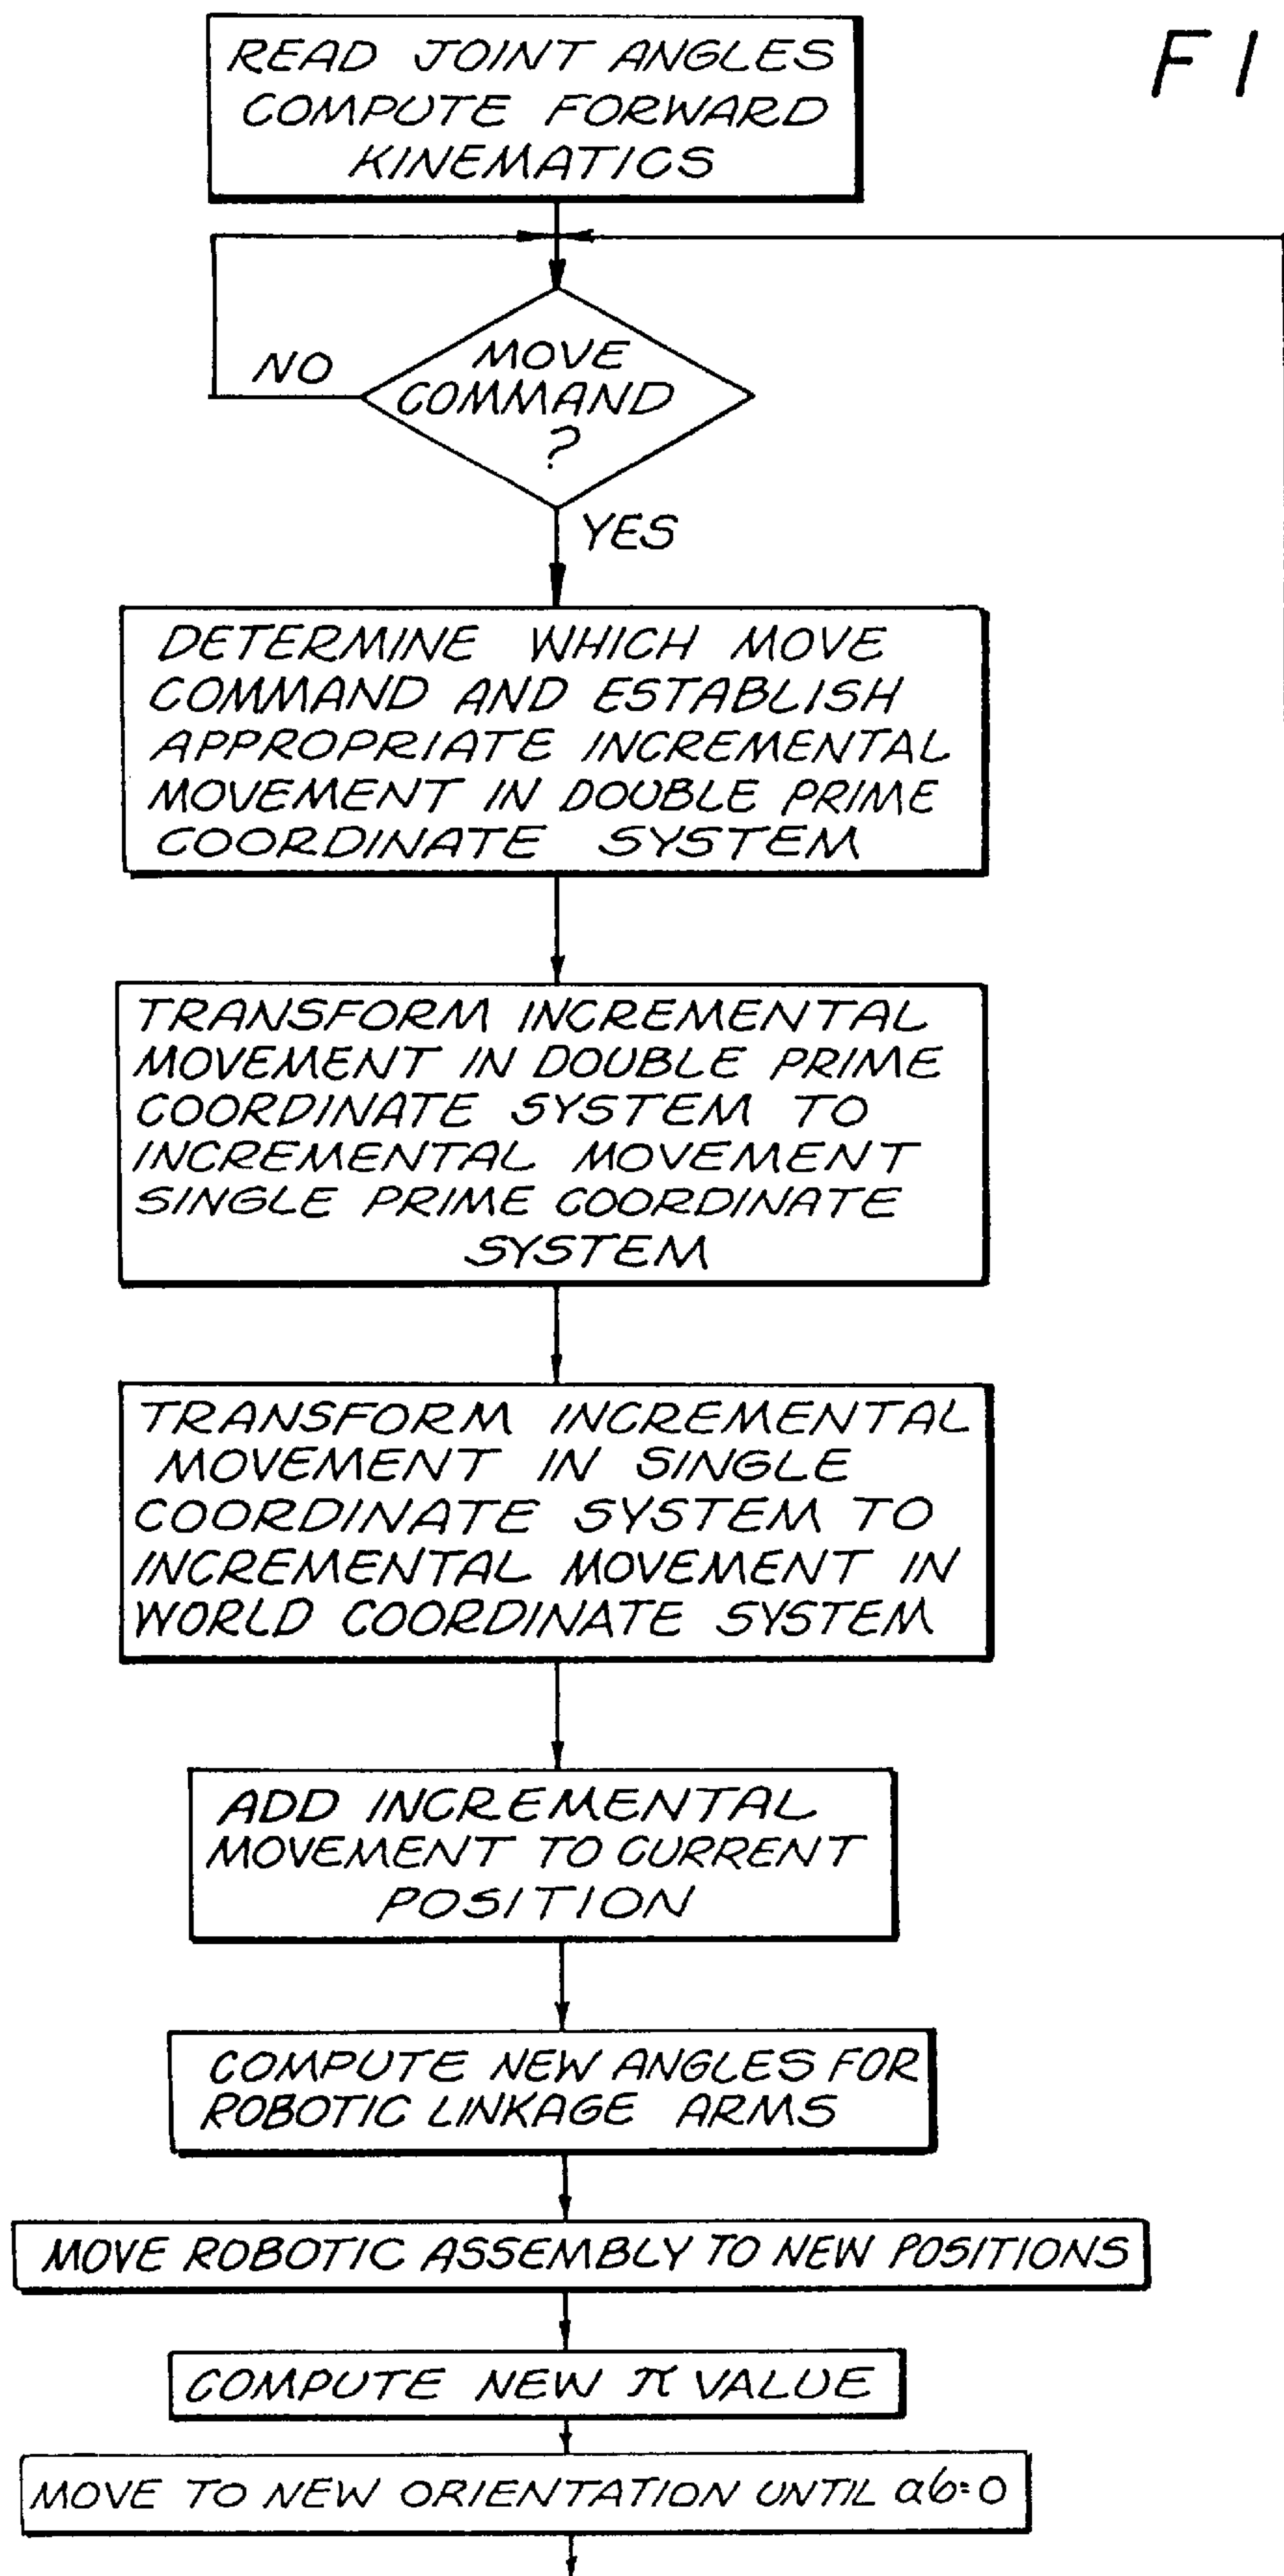 F I
READ JOINT ANGLES
COMPUTE FORWARD
KINEMATICS
MOVE
COMMAND
?
NO
YES
DETERMINE WHICH MOVE
COMMAND AND ESTABLISH
APPROPRIATE INCREMENTAL
MOVEMENT IN DOUBLE PRIME
COORDINATE SYSTEM
TRANSFORM INCREMENTAL
MOVEMENT IN DOUBLE PRIME
COORDINATE SYSTEM TO
INCREMENTAL MOVEMENT
SINGLE PRIME COORDINATE
SYSTEM
TRANSFORM INCREMENTAL
MOVEMENT IN SINGLE
COORDINATE SYSTEM TO
INCREMENTAL MOVEMENT IN
WORLD COORDINATE SYSTEM
ADD INCREMENTAL
MOVEMENT TO CURRENT
POSITION
COMPUTE NEW ANGLES FOR
ROBOTIC LINKAGE ARMS
MOVE ROBOTIC ASSEMBLY TO NEW POSITIONS
COMPUTE NEW π VALUE
MOVE TO NEW ORIENTATION UNTIL α6=0